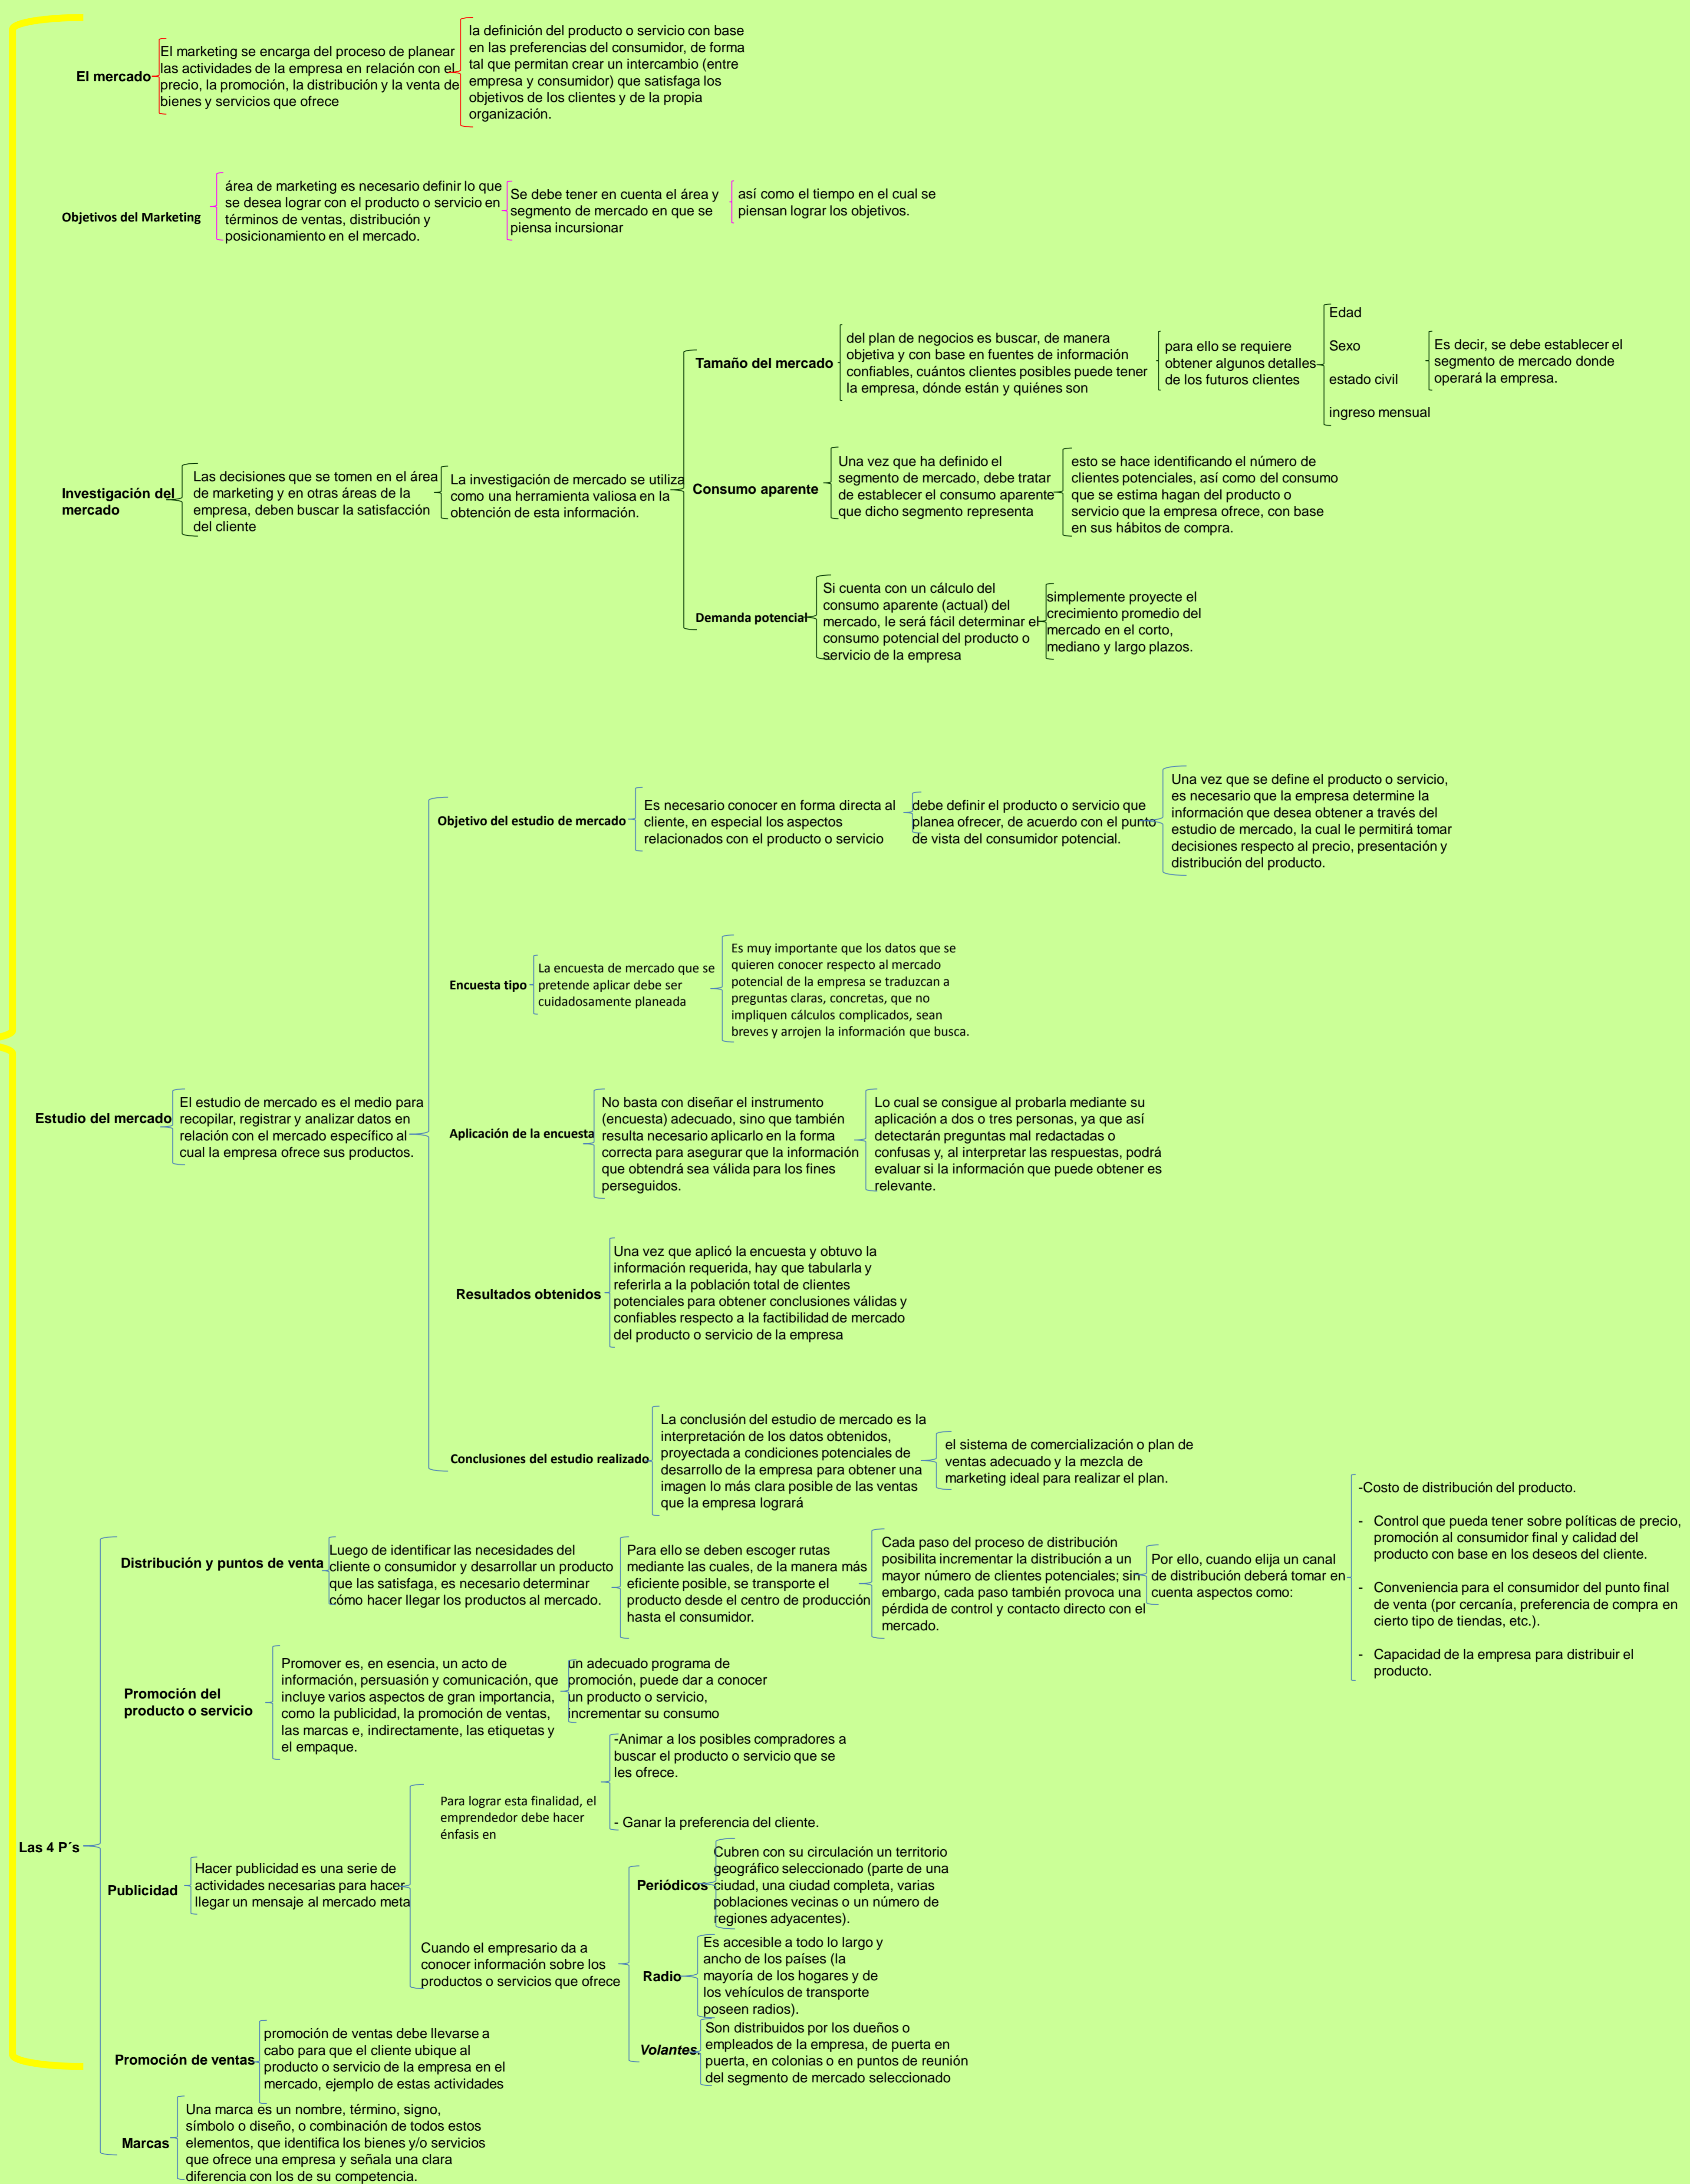 El mercado
El marketing se encarga del proceso de planear
las actividades de la empresa en relación con el
precio, la promoción, la distribución y la venta de
bienes y servicios que ofrece
la definición del producto o servicio con base
en las preferencias del consumidor, de forma
tal que permitan crear un intercambio (entre
empresa y consumidor) que satisfaga los
objetivos de los clientes y de la propia
organización.
Objetivos del Marketing
área de marketing es necesario definir lo que
se desea lograr con el producto o servicio en
términos de ventas, distribución y
posicionamiento en el mercado.
Se debe tener en cuenta el área y
segmento de mercado en que se
piensa incursionar
así como el tiempo en el cual se
piensan lograr los objetivos.
Investigación del
mercado
Las decisiones que se tomen en el área
de marketing y en otras áreas de la
empresa, deben buscar la satisfacción
del cliente
La investigación de mercado se utiliza
como una herramienta valiosa en la
obtención de esta información.
Tamaño del mercado
del plan de negocios es buscar, de manera
objetiva y con base en fuentes de información
confiables, cuántos clientes posibles puede tener
la empresa, dónde están y quiénes son
para ello se requiere
obtener algunos detalles
de los futuros clientes
Edad
Sexo
estado civil
ingreso mensual
Es decir, se debe establecer el
segmento de mercado donde
operará la empresa.
Consumo aparente
Una vez que ha definido el
segmento de mercado, debe tratar
de establecer el consumo aparente
que dicho segmento representa
esto se hace identificando el número de
clientes potenciales, así como del consumo
que se estima hagan del producto o
servicio que la empresa ofrece, con base
en sus hábitos de compra.
Demanda potencial
Si cuenta con un cálculo del
consumo aparente (actual) del
mercado, le será fácil determinar el
consumo potencial del producto o
servicio de la empresa
simplemente proyecte el
crecimiento promedio del
mercado en el corto,
mediano y largo plazos.
Estudio del mercado
El estudio de mercado es el medio para
recopilar, registrar y analizar datos en
relación con el mercado específico al
cual la empresa ofrece sus productos.
Objetivo del estudio de mercado
Es necesario conocer en forma directa al
cliente, en especial los aspectos
relacionados con el producto o servicio
debe definir el producto o servicio que
planea ofrecer, de acuerdo con el punto
de vista del consumidor potencial.
Una vez que se define el producto o servicio,
es necesario que la empresa determine la
información que desea obtener a través del
estudio de mercado, la cual le permitirá tomar
decisiones respecto al precio, presentación y
distribución del producto.
Encuesta tipo
La encuesta de mercado que se
pretende aplicar debe ser
cuidadosamente planeada
Es muy importante que los datos que se
quieren conocer respecto al mercado
potencial de la empresa se traduzcan a
preguntas claras, concretas, que no
impliquen cálculos complicados, sean
breves y arrojen la información que busca.
Aplicación de la encuesta
No basta con diseñar el instrumento
(encuesta) adecuado, sino que también
resulta necesario aplicarlo en la forma
correcta para asegurar que la información
que obtendrá sea válida para los fines
perseguidos.
Lo cual se consigue al probarla mediante su
aplicación a dos o tres personas, ya que así
detectarán preguntas mal redactadas o
confusas y, al interpretar las respuestas, podrá
evaluar si la información que puede obtener es
relevante.
Resultados obtenidos
Una vez que aplicó la encuesta y obtuvo la
información requerida, hay que tabularla y
referirla a la población total de clientes
potenciales para obtener conclusiones válidas y
confiables respecto a la factibilidad de mercado
del producto o servicio de la empresa
Conclusiones del estudio realizado
La conclusión del estudio de mercado es la
interpretación de los datos obtenidos,
proyectada a condiciones potenciales de
desarrollo de la empresa para obtener una
imagen lo más clara posible de las ventas
que la empresa logrará
el sistema de comercialización o plan de
ventas adecuado y la mezcla de
marketing ideal para realizar el plan.
Las 4 P´s
Distribución y puntos de venta
Luego de identificar las necesidades del
cliente o consumidor y desarrollar un producto
que las satisfaga, es necesario determinar
cómo hacer llegar los productos al mercado.
Para ello se deben escoger rutas
mediante las cuales, de la manera más
eficiente posible, se transporte el
producto desde el centro de producción
hasta el consumidor.
Cada paso del proceso de distribución
posibilita incrementar la distribución a un
mayor número de clientes potenciales; sin
embargo, cada paso también provoca una
pérdida de control y contacto directo con el
mercado.
Por ello, cuando elija un canal
de distribución deberá tomar en
cuenta aspectos como:
-Costo de distribución del producto.
- Control que pueda tener sobre políticas de precio,
promoción al consumidor final y calidad del
producto con base en los deseos del cliente.
- Conveniencia para el consumidor del punto final
de venta (por cercanía, preferencia de compra en
cierto tipo de tiendas, etc.).
- Capacidad de la empresa para distribuir el
producto.
Promoción del
producto o servicio
Promover es, en esencia, un acto de
información, persuasión y comunicación, que
incluye varios aspectos de gran importancia,
como la publicidad, la promoción de ventas,
las marcas e, indirectamente, las etiquetas y
el empaque.
un adecuado programa de
promoción, puede dar a conocer
un producto o servicio,
incrementar su consumo
Publicidad
Hacer publicidad es una serie de
actividades necesarias para hacer
llegar un mensaje al mercado meta
Para lograr esta finalidad, el
emprendedor debe hacer
énfasis en
-Animar a los posibles compradores a
buscar el producto o servicio que se
les ofrece.
- Ganar la preferencia del cliente.
Cuando el empresario da a
conocer información sobre los
productos o servicios que ofrece
Periódicos
Cubren con su circulación un territorio
geográfico seleccionado (parte de una
ciudad, una ciudad completa, varias
poblaciones vecinas o un número de
regiones adyacentes).
Radio
Es accesible a todo lo largo y
ancho de los países (la
mayoría de los hogares y de
los vehículos de transporte
poseen radios).
Volantes.
Son distribuidos por los dueños o
empleados de la empresa, de puerta en
puerta, en colonias o en puntos de reunión
del segmento de mercado seleccionado
Promoción de ventas
promoción de ventas debe llevarse a
cabo para que el cliente ubique al
producto o servicio de la empresa en el
mercado, ejemplo de estas actividades
Marcas
Una marca es un nombre, término, signo,
símbolo o diseño, o combinación de todos estos
elementos, que identifica los bienes y/o servicios
que ofrece una empresa y señala una clara
diferencia con los de su competencia.